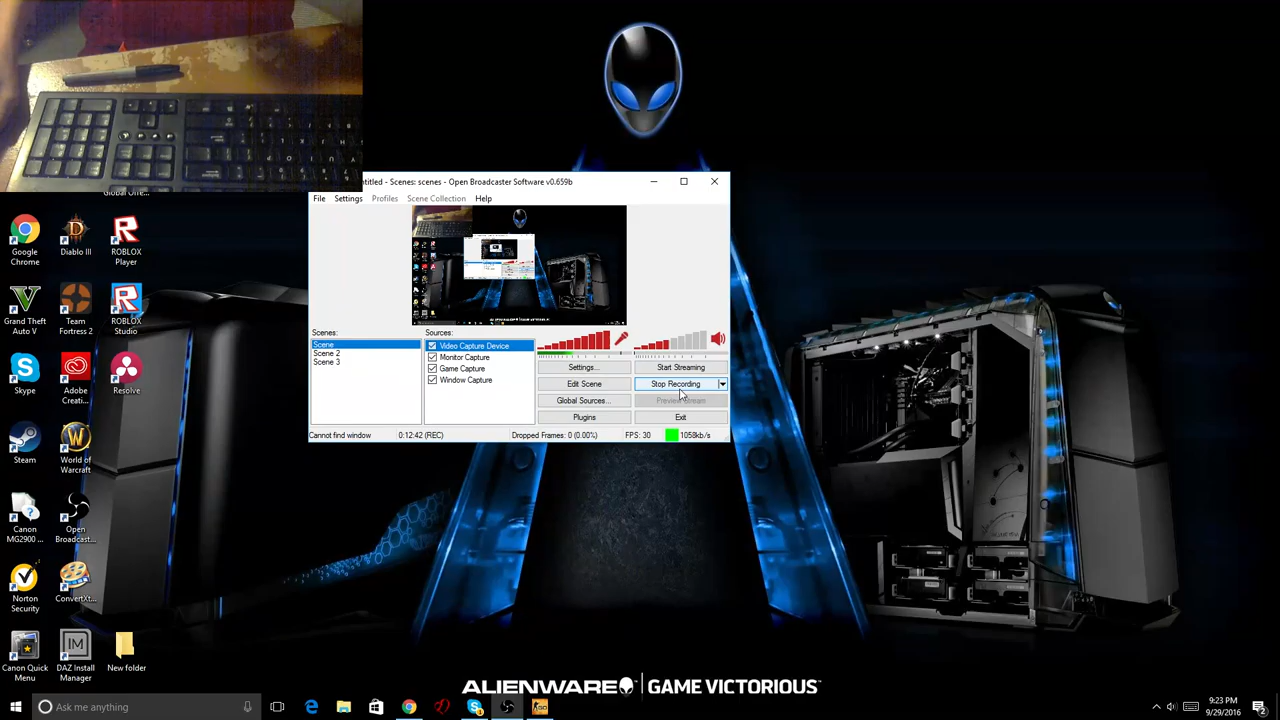 Global Offe...
Google
Chrome
Diablo III
ROBLOX
Player
Grand Theft
Auto V
Team
Fortress 2
ROBLOX
Studio
Skype
Adobe
Creati...
Resolve
Steam
World of
Warcraft
Canon
MG2900 ...
Open
Broadcast...
Norton
Security
ConvertXt...
Canon Quick
Menu
DAZ Install
Manager
New folder
ntitled - Scenes: scenes - Open Broadcaster Software v0.659b
File Settings Profiles Scene Collection Help
Scenes: Sources:
Scene
Scene 2
Scene 3
Video Capture Device
Monitor Capture
Game Capture
Window Capture
Settings... Start Streaming
Edit Scene Stop Recording
Global Sources... Preview Stream
Plugins Exit
Cannot find window 0:12:42 (REC) Dropped Frames: 0 (0.00%) FPS: 30 1058kb/s
ALIENWARE GAME VICTORIOUS
Ask me anything
9:23 PM
9/29/2016
2